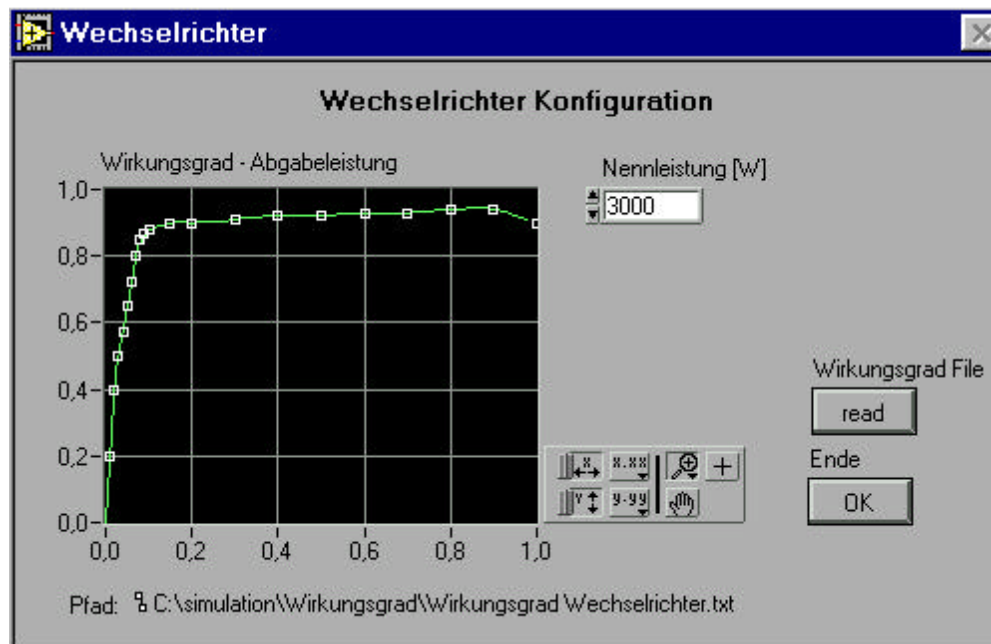 Wechselrichter
Wechselrichter Konfiguration
Wirkungsgrad - Abgabeleistung
Nennleistung [W]
3000
1,0
0,8
0,6
0,4
0,2
0,0
0,0 0,2 0,4 0,6 0,8 1,0
Wirkungsgrad File
read
Ende
OK
X x.xx
Y y.yy
Pfad: C:\simulation\Wirkungsgrad\Wirkungsgrad Wechselrichter.txt